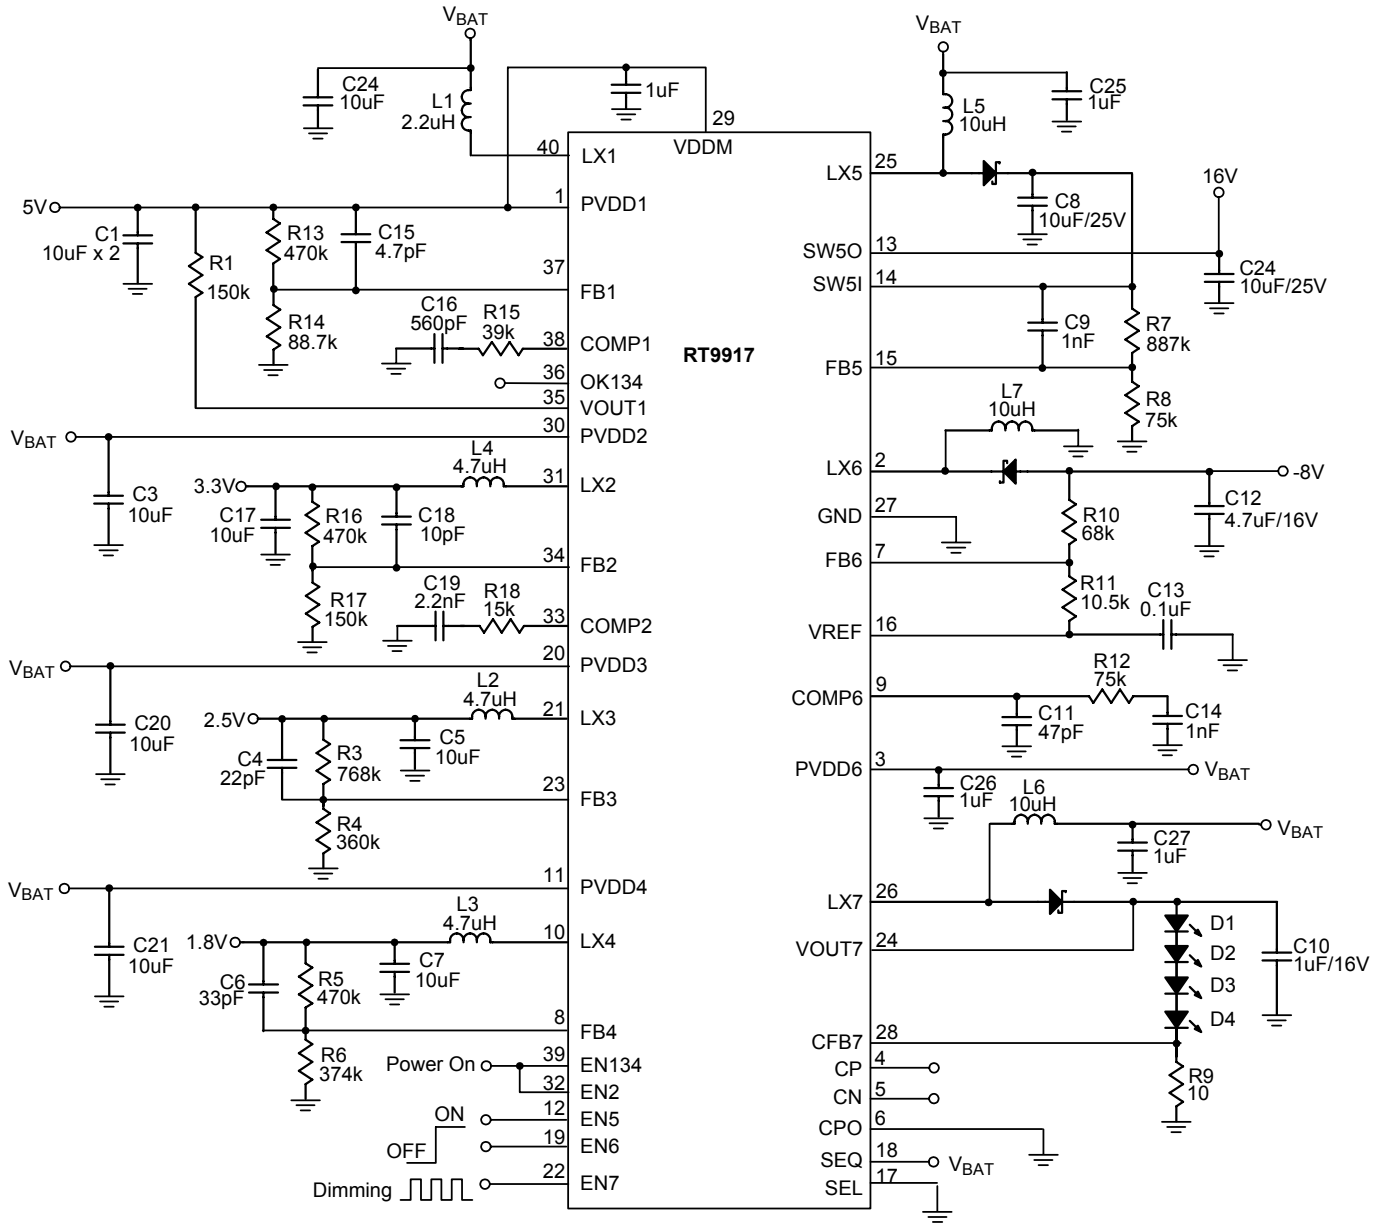 VBAT
C24
10uF
L1
2.2uH
1uF
29
VDDM
40
LX1
5V
1
PVDD1
C1
10uF x 2
R1
150k
R13
470k
C15
4.7pF
37
FB1
R14
88.7k
C16
560pF
R15
39k
38
COMP1
36
OK134
35
VOUT1
VBAT
30
PVDD2
C3
10uF
L4
4.7uH
3.3V
31
LX2
C17
10uF
R16
470k
C18
10pF
34
FB2
R17
150k
C19
2.2nF
R18
15k
33
COMP2
VBAT
20
PVDD3
C20
10uF
L2
4.7uH
2.5V
21
LX3
C4
22pF
R3
768k
C5
10uF
23
FB3
R4
360k
VBAT
11
PVDD4
C21
10uF
L3
4.7uH
1.8V
10
LX4
C6
33pF
R5
470k
C7
10uF
8
FB4
R6
374k
Power On
39
EN134
32
EN2
ON
OFF
12
EN5
19
EN6
Dimming
22
EN7
RT9917
VBAT
L5
10uH
C25
1uF
LX5
25
C8
10uF/25V
16V
SW5O
13
C24
10uF/25V
SW5I
14
C9
1nF
R7
887k
FB5
15
R8
75k
L7
10uH
LX6
2
-8V
GND
27
R10
68k
C12
4.7uF/16V
FB6
7
R11
10.5k
C13
0.1uF
VREF
16
COMP6
9
R12
75k
C11
47pF
C14
1nF
PVDD6
3
VBAT
C26
1uF
L6
10uH
VBAT
C27
1uF
LX7
26
VOUT7
24
D1
D2
D3
D4
C10
1uF/16V
CFB7
28
R9
10
CP
4
CN
5
CPO
6
SEQ
18
VBAT
SEL
17